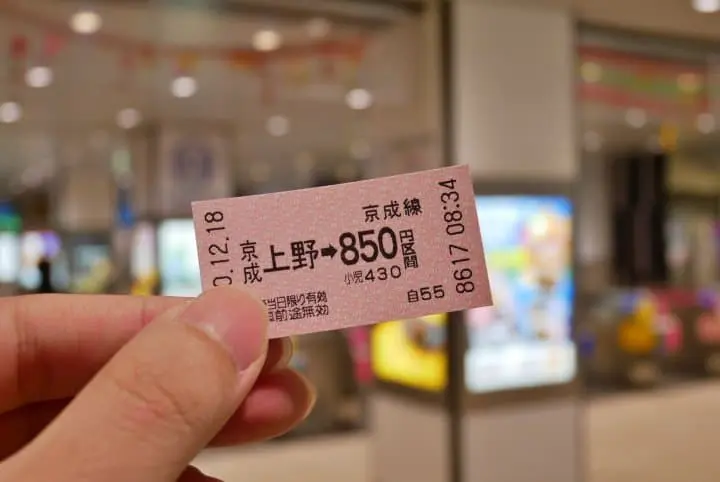 京成線
京成上野➡850円区間
小児430
当日限り有効
前途無効
自55
0.12.18
8617 08:34